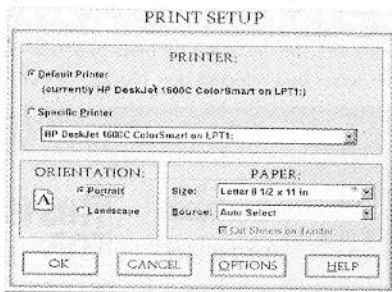 PRINT SETUP
PRINTER:
Default Printer
(currently HP DeskJet 1600C ColorSmart on LPT1:)
Specific Printer
HP DeskJet 1600C ColorSmart on LPT1:
ORIENTATION:
A
Portrait
Landscape
PAPER:
Size: Letter 8 1/2 x 11 in
Source: Auto Select
Cut Sheets on
OK CANCEL OPTIONS HELP